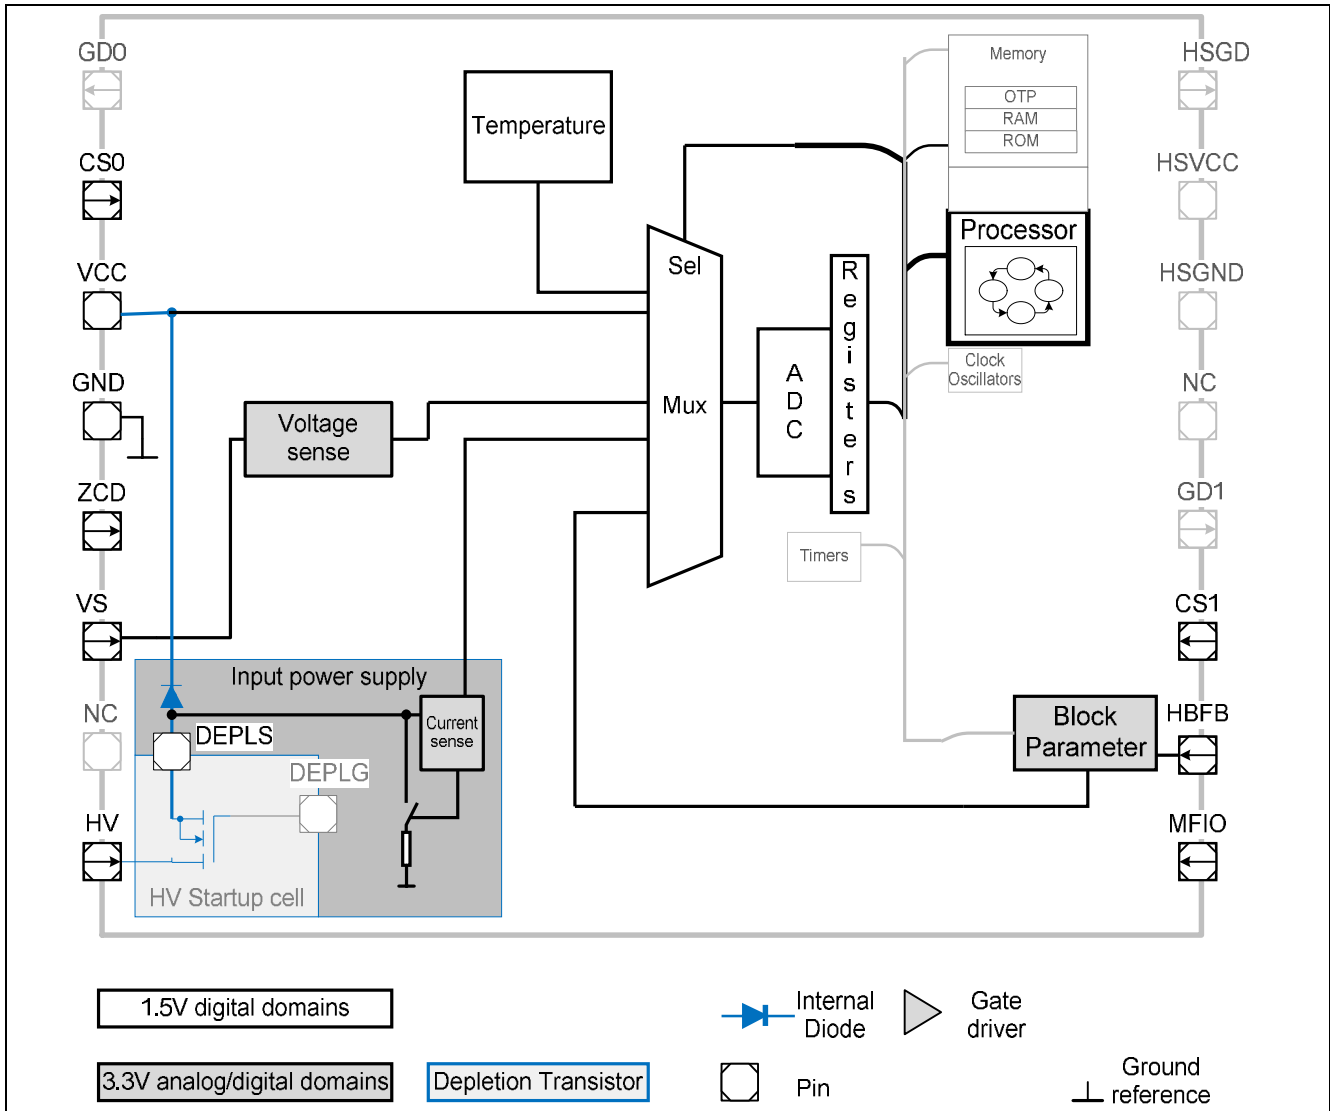 GD0
HSGD
Memory
OTP
RAM
ROM
Temperature
CS0
HSVCC
Processor
VCC
Sel
Registers
HSGND
Clock
Oscillators
GND
ADC
NC
Voltage
sense
Mux
ZCD
GD1
Timers
VS
CS1
Input power supply
NC
DEPLS
Current
sense
Block
Parameter
HBFB
DEPLG
HV
MFIO
HV Startup cell
1.5V digital domains
Internal
Diode
Gate
driver
3.3V analog/digital domains
Depletion Transistor
Pin
Ground
reference